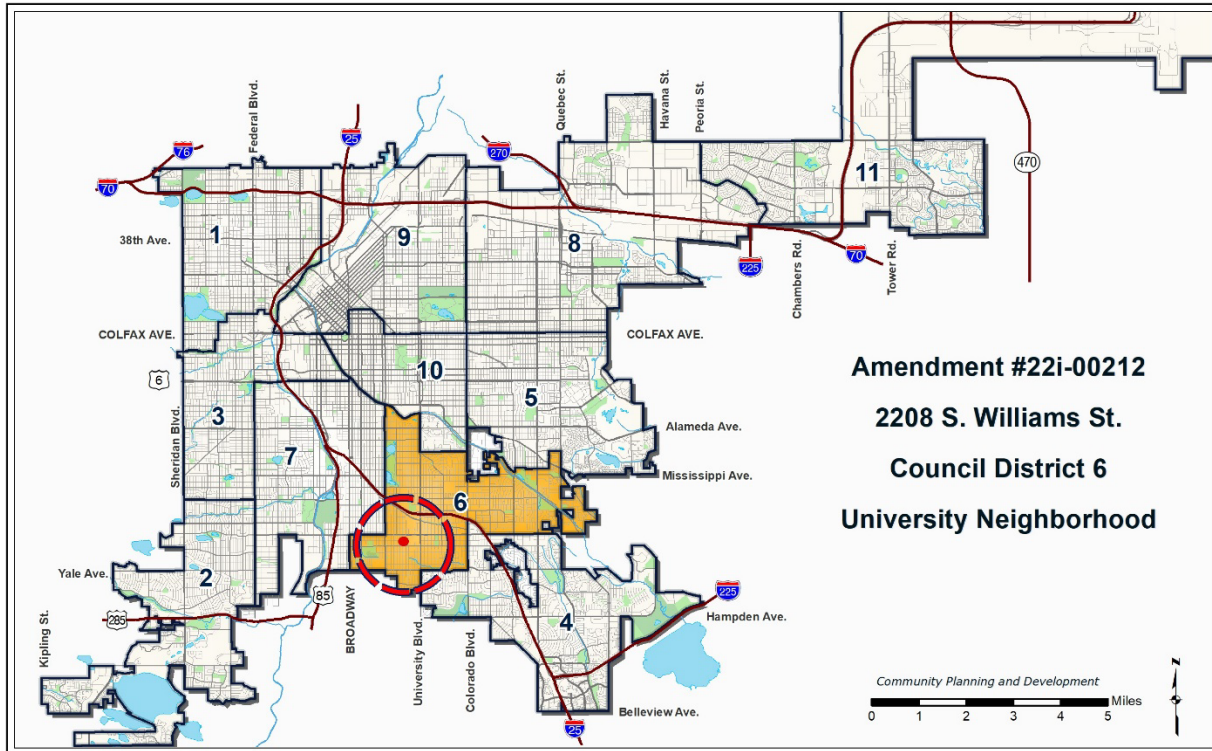 Federal Blvd.
Quebec St.
Havana St.
Peoria St.
25
76
270
70
470
11
1
9
8
38th Ave.
Chambers Rd.
Tower Rd.
225
70
COLFAX AVE.
COLFAX AVE.
6
10
5
3
Sheridan Blvd.
7
Alameda Ave.
Mississippi Ave.
6
Yale Ave.
2
85
285
BROADWAY
University Blvd.
Colorado Blvd.
4
225
Hampden Ave.
Kipling St.
Belleview Ave.
25
Amendment #22i-00212
2208 S. Williams St.
Council District 6
University Neighborhood
Community Planning and Development
0 1 2 3 4 5 Miles
N